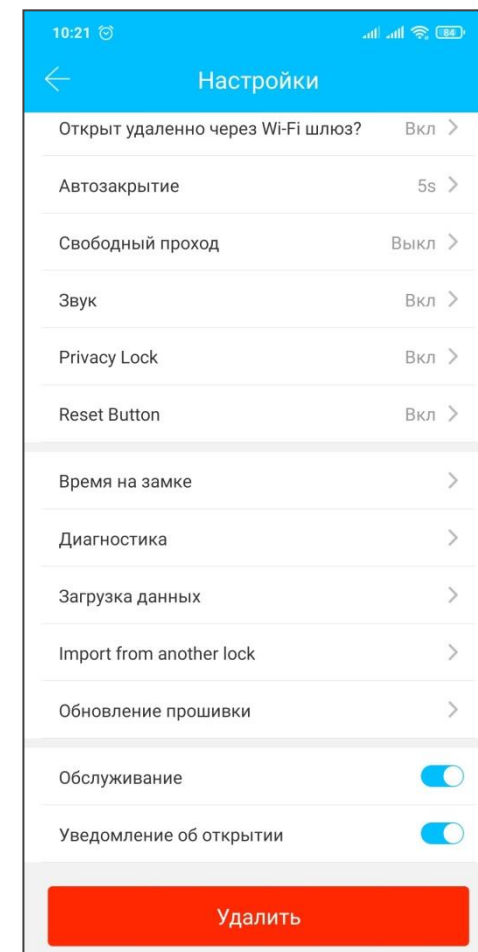 10:21 84
Настройки
Открыт удаленно через Wi-Fi шлюз? Вкл
Автозакрытие 5s
Свободный проход Выкл
Звук Вкл
Privacy Lock Вкл
Reset Button Вкл
Время на замке
Диагностика
Загрузка данных
Import from another lock
Обновление прошивки
Обслуживание
Уведомление об открытии
Удалить